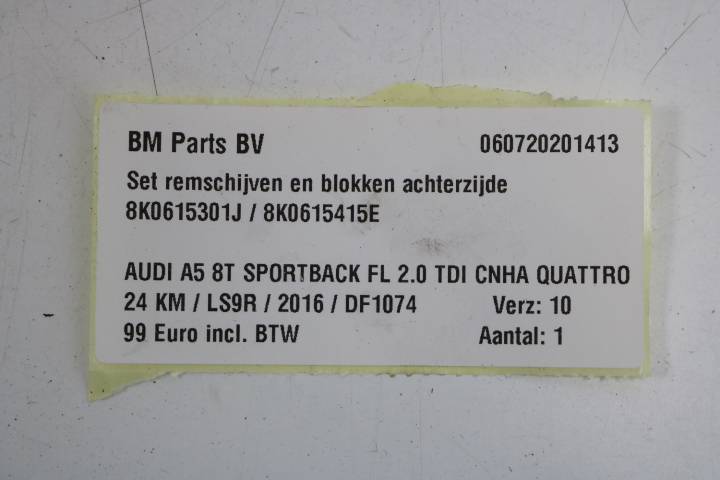 BM Parts BV 060720201413
Set remschijven en blokken achterzijde
8K0615301J / 8K0615415E
AUDI A5 8T SPORTBACK FL 2.0 TDI CNHA QUATTRO
24 KM / LS9R / 2016 / DF1074 Verz: 10
99 Euro incl. BTW Aantal: 1